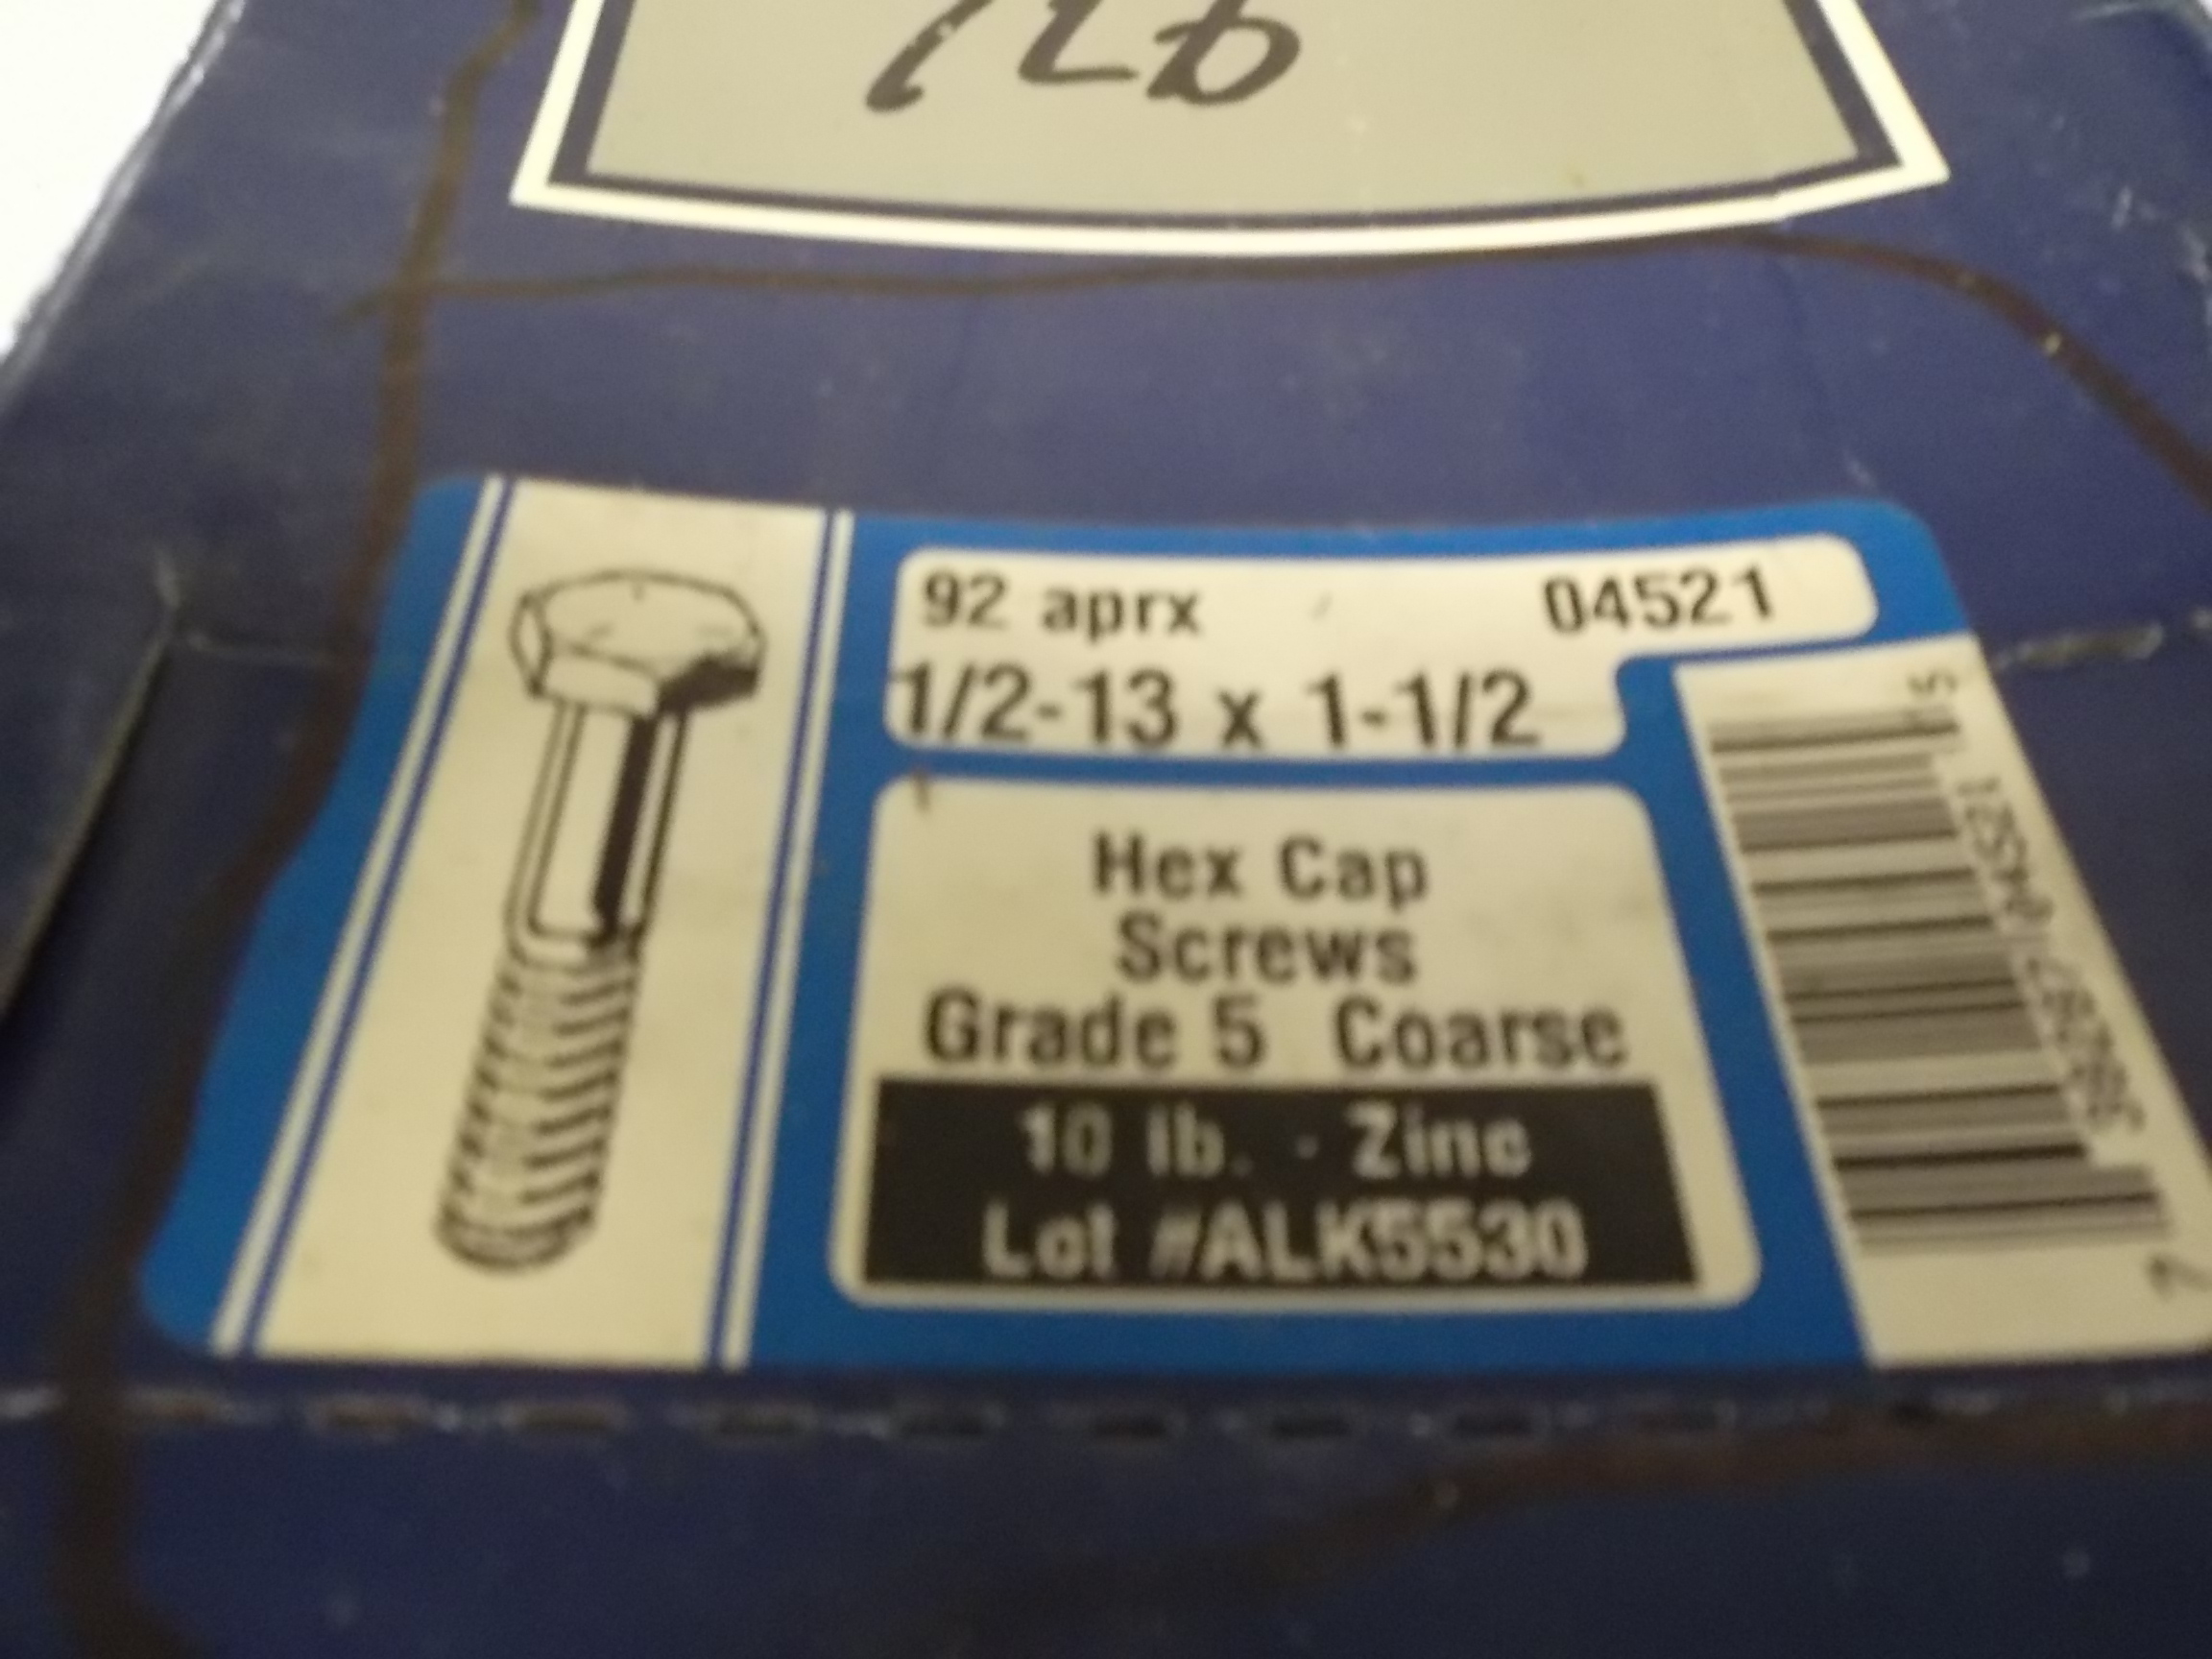 92 aprx 04521
1/2-13 x 1-1/2
Hex Cap
Screws
Grade 5 Coarse
10 lb. · Zinc
Lot #ALK5530
04521